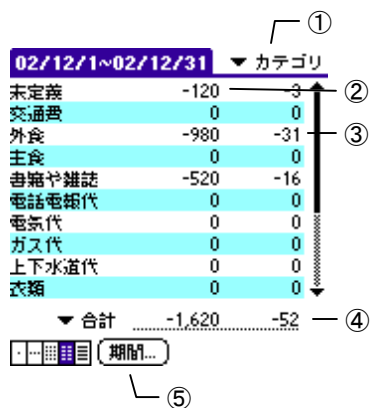 ①
02/12/1~02/12/31 ▼ カテゴリ
未定義 -120 -3 ②
交通費 0 0
外食 -980 -31 ③
主食 0 0
書籍や雑誌 -520 -16
電話電報代 0 0
電気代 0 0
ガス代 0 0
上下水道代 0 0
衣類 0 0
▼ 合計 -1,620 -52 ④
期間...
⑤